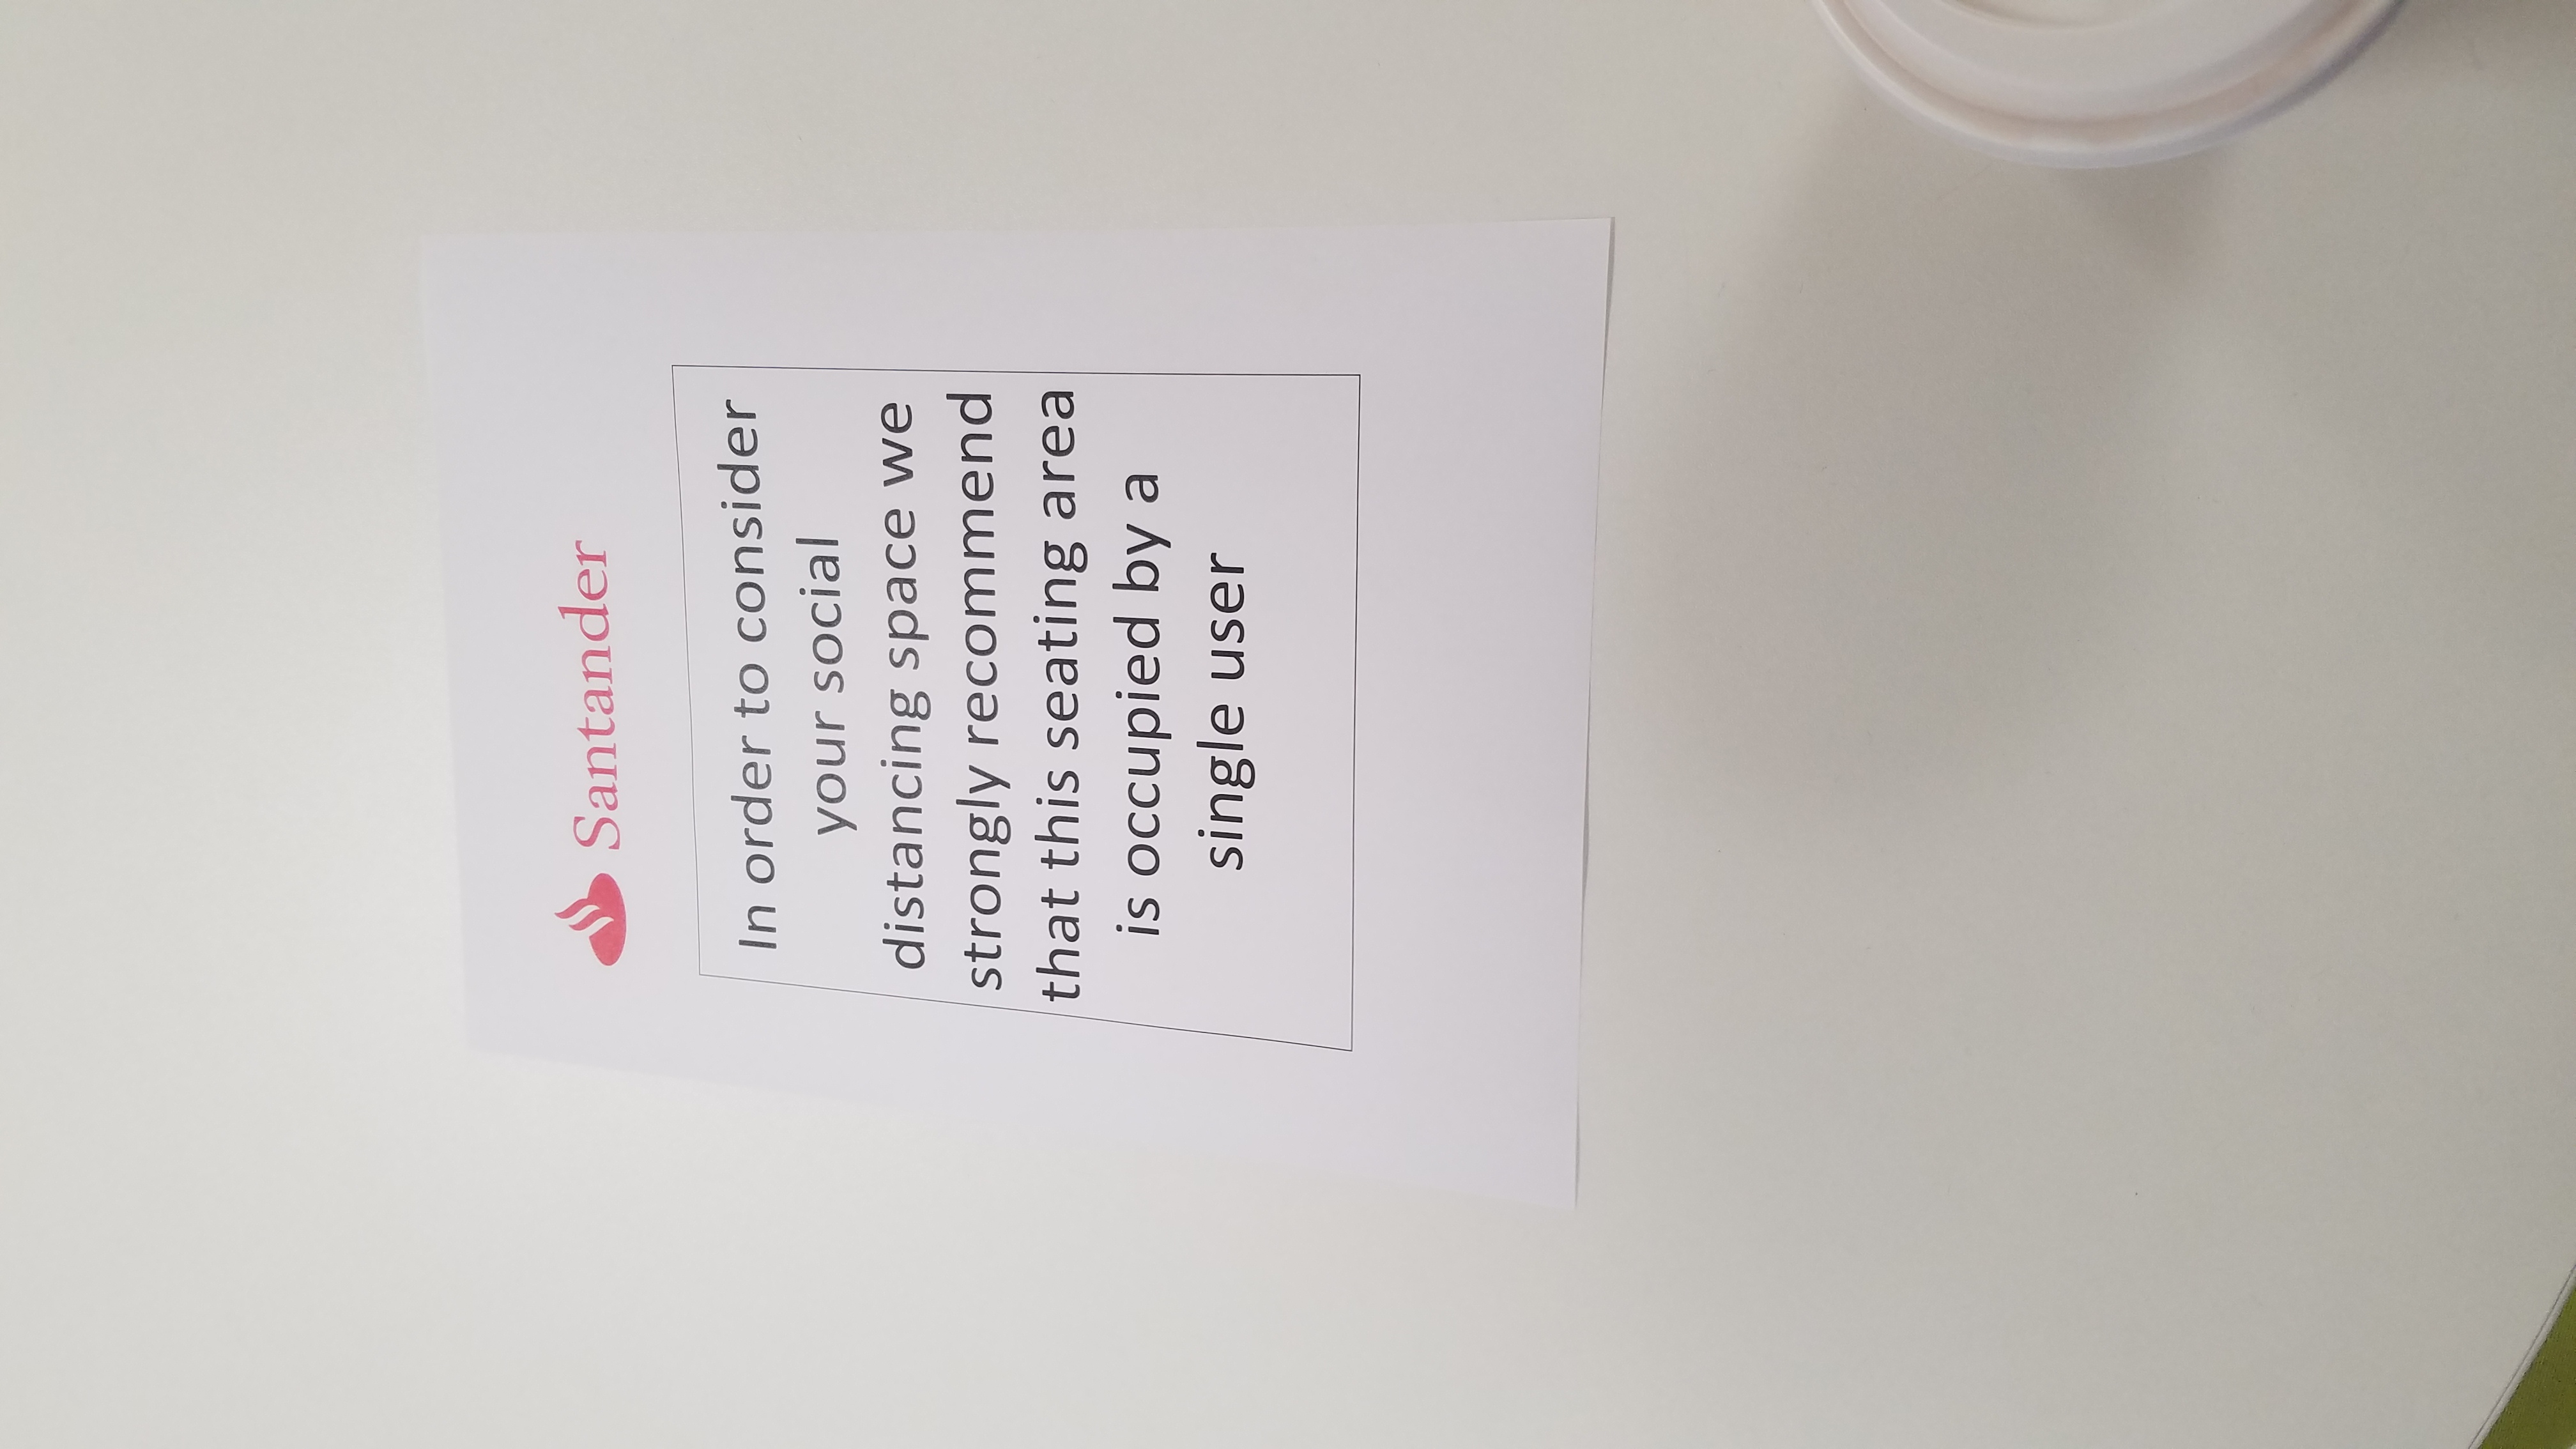 Santander
In order to consider
your social
distancing space we
strongly recommend
that this seating area
is occupied by a
single user